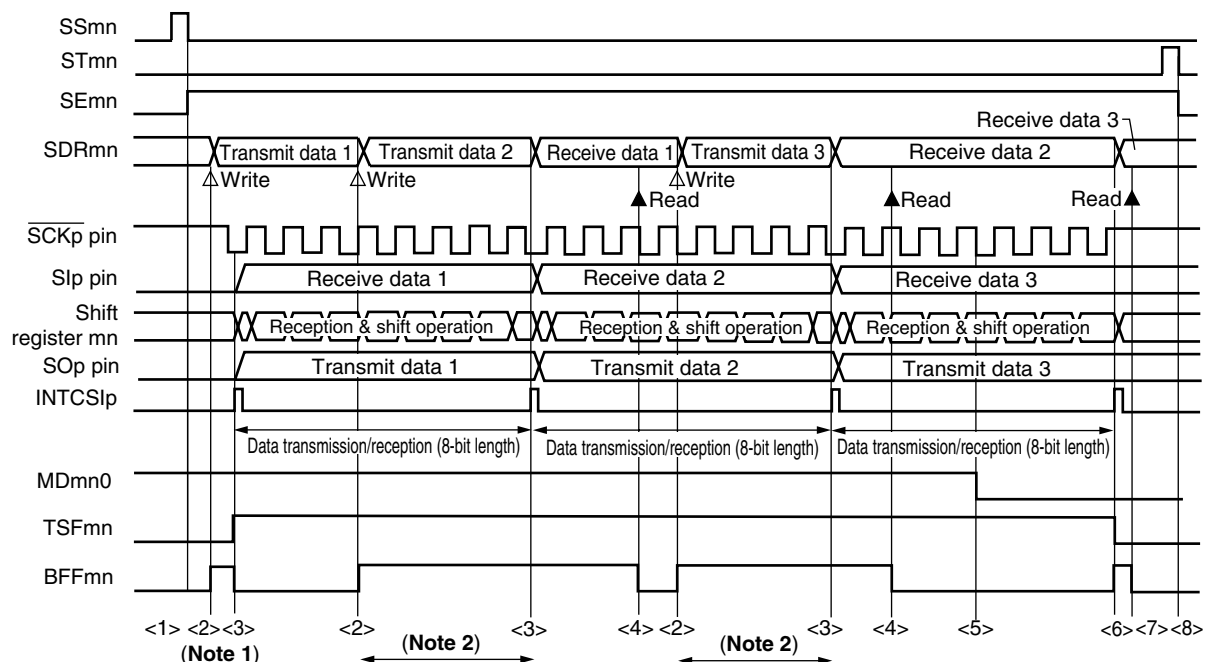 SSmn
STmn
SEmn
Receive data 3
SDRmn Transmit data 1 Transmit data 2 Receive data 1 Transmit data 3 Receive data 2
Write Write Write
Read Read Read
SCKp pin
SIp pin Receive data 1 Receive data 2 Receive data 3
Shift
register mn Reception & shift operation Reception & shift operation Reception & shift operation
SOp pin Transmit data 1 Transmit data 2 Transmit data 3
INTCSIp
Data transmission/reception (8-bit length) Data transmission/reception (8-bit length) Data transmission/reception (8-bit length)
MDmn0
TSFmn
BFFmn
<1> <2> <3> <2> <3> <4> <2> <3> <4> <5> <6> <7> <8>
(Note 1) (Note 2) (Note 2)